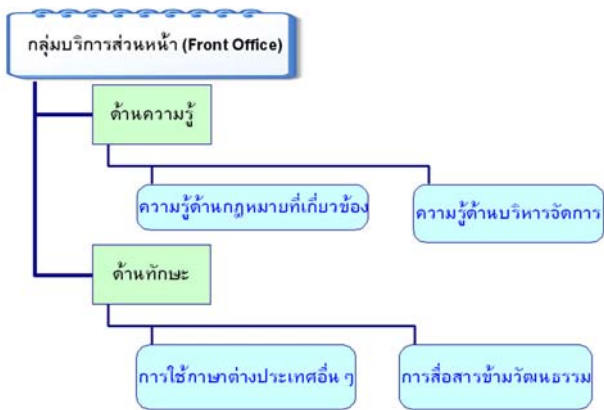 กลุ่มบริการส่วนหน้า (Front Office)
ด้านความรู้
ความรู้ด้านกฎหมายที่เกี่ยวข้อง
ความรู้ด้านบริหารจัดการ
ด้านทักษะ
การใช้ภาษาต่างประเทศอื่น ๆ
การสื่อสารข้ามวัฒนธรรม